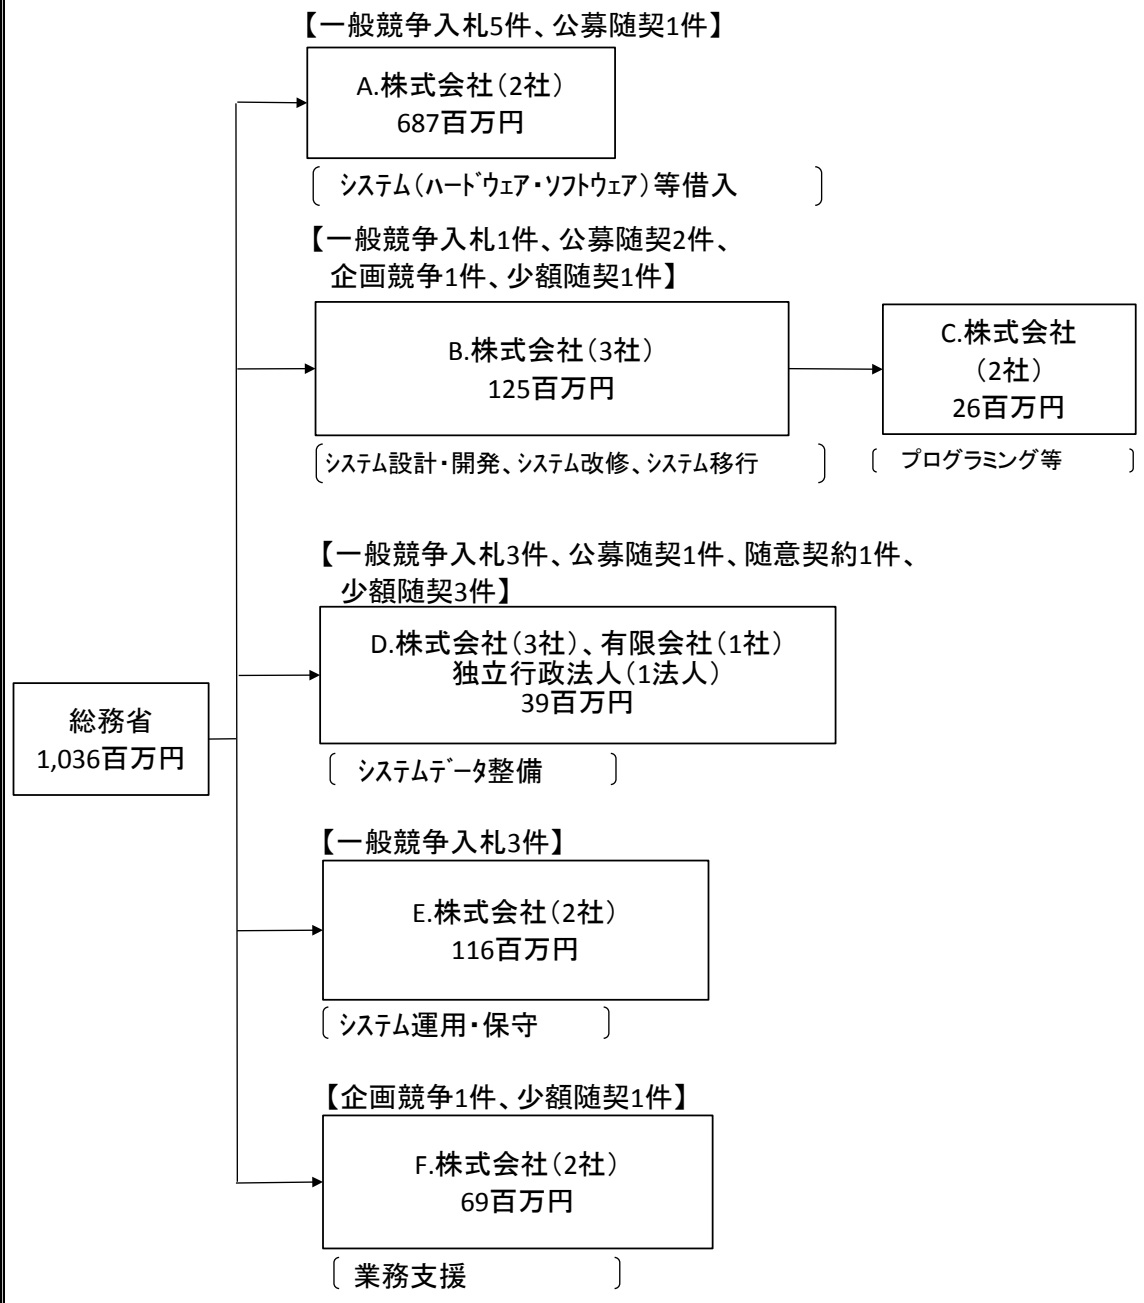 【一般競争入札5件、公募随契1件】
A.株式会社(2社)
687百万円
〔 システム(ハードウェア・ソフトウェア)等借入 〕
【一般競争入札1件、公募随契2件、
企画競争1件、少額随契1件】
B.株式会社(3社)
125百万円
〔システム設計・開発、システム改修、システム移行 〕
C.株式会社
(2社)
26百万円
〔 プログラミング等 〕
【一般競争入札3件、公募随契1件、随意契約1件、
少額随契3件】
D.株式会社(3社)、有限会社(1社)
独立行政法人(1法人)
39百万円
〔 システムデータ整備 〕
総務省
1,036百万円
【一般競争入札3件】
E.株式会社(2社)
116百万円
〔 システム運用・保守 〕
【企画競争1件、少額随契1件】
F.株式会社(2社)
69百万円
〔 業務支援 〕